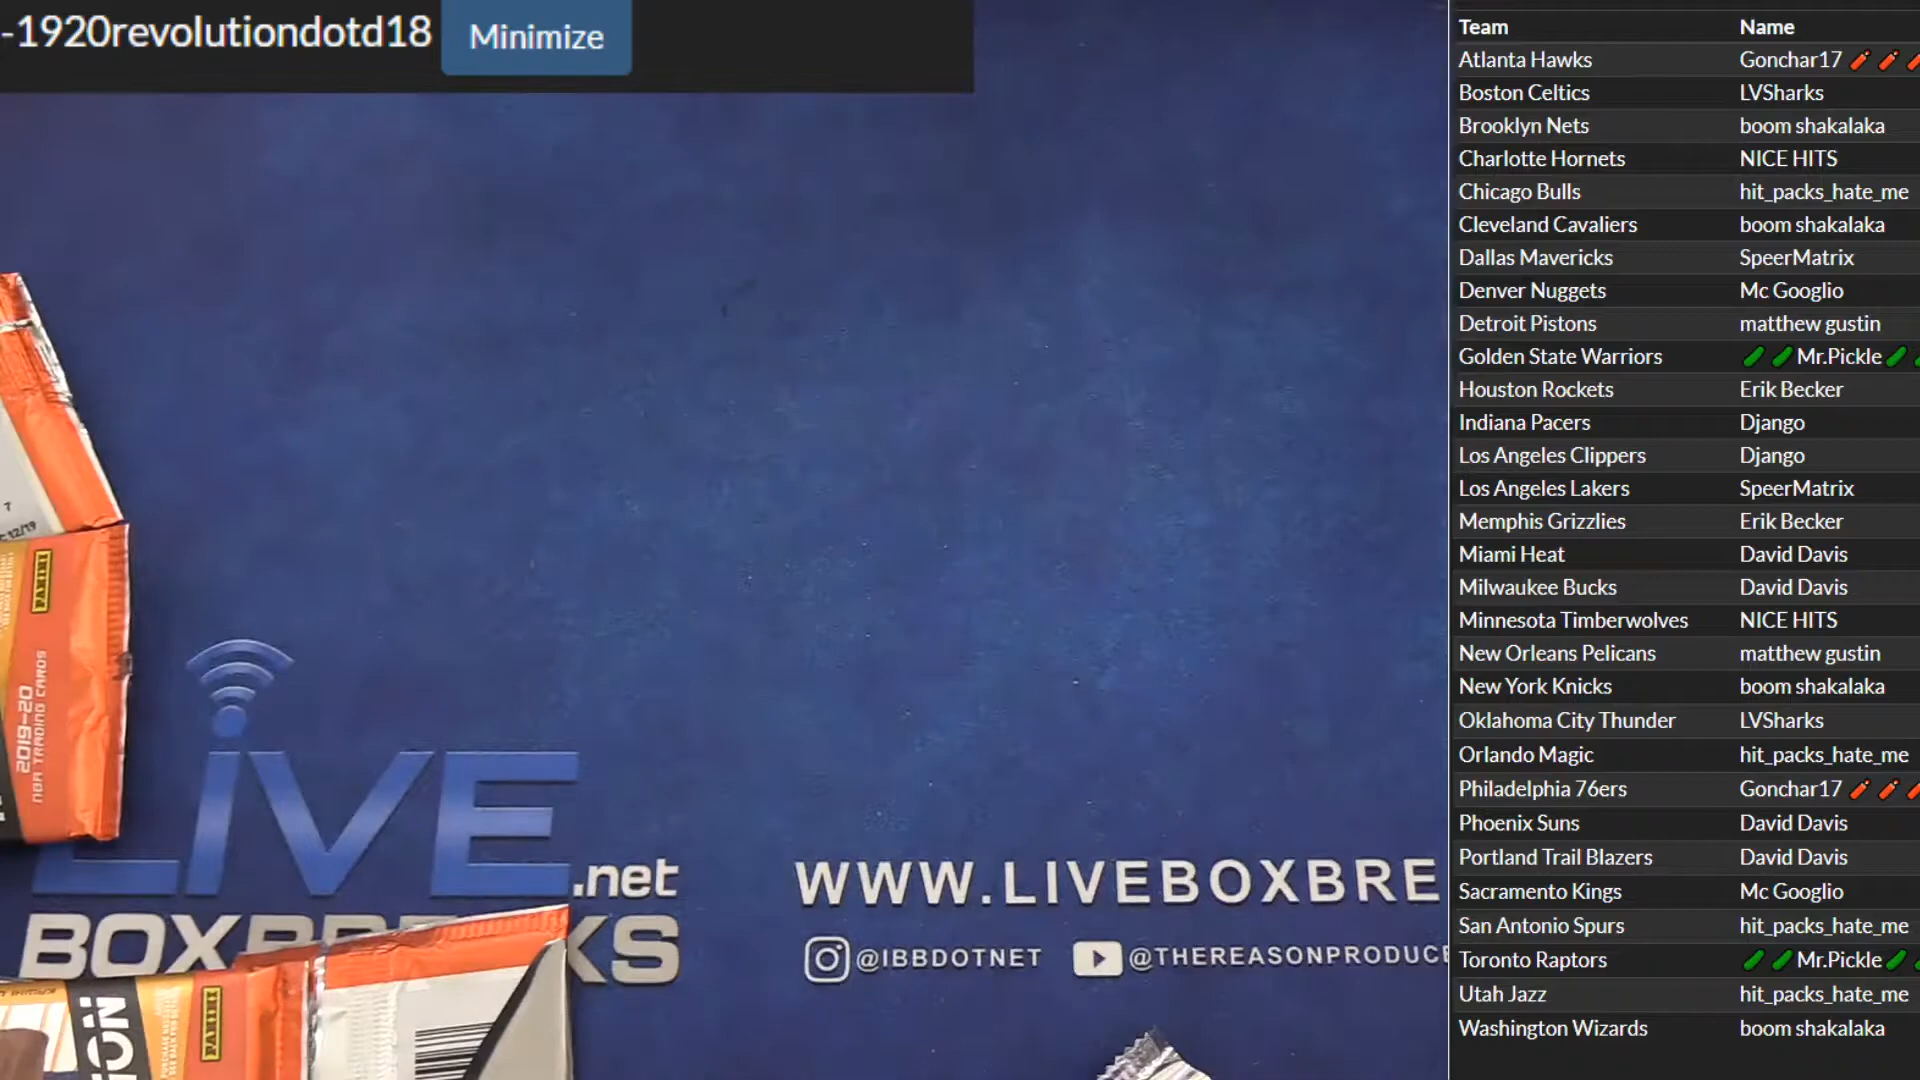 -1920revolutiondotd18
Minimize
Team Name
Atlanta Hawks Gonchar17
Boston Celtics LVSharks
Brooklyn Nets boom shakalaka
Charlotte Hornets NICE HITS
Chicago Bulls hit_packs_hate_me
Cleveland Cavaliers boom shakalaka
Dallas Mavericks SpeerMatrix
Denver Nuggets Mc Googlio
Detroit Pistons matthew gustin
Golden State Warriors Mr.Pickle
Houston Rockets Erik Becker
Indiana Pacers Django
Los Angeles Clippers Django
Los Angeles Lakers SpeerMatrix
Memphis Grizzlies Erik Becker
Miami Heat David Davis
Milwaukee Bucks David Davis
Minnesota Timberwolves NICE HITS
New Orleans Pelicans matthew gustin
New York Knicks boom shakalaka
Oklahoma City Thunder LVSharks
Orlando Magic hit_packs_hate_me
Philadelphia 76ers Gonchar17
Phoenix Suns David Davis
Portland Trail Blazers David Davis
Sacramento Kings Mc Googlio
San Antonio Spurs hit_packs_hate_me
Toronto Raptors Mr.Pickle
Utah Jazz hit_packs_hate_me
Washington Wizards boom shakalaka
PANINI
2019-20
NBA TRADING CARDS
LIVE
.net
WWW.LIVEBOXBRE
@IBBDOTNET
@THEREASONPRODUCE
PANINI